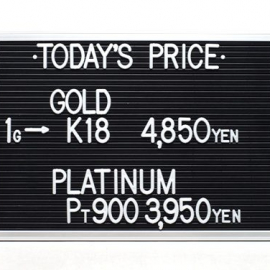 ·TODAY'S PRICE·
GOLD
1G→ K18 4,850YEN
PLATINUM
PT900 3,950YEN